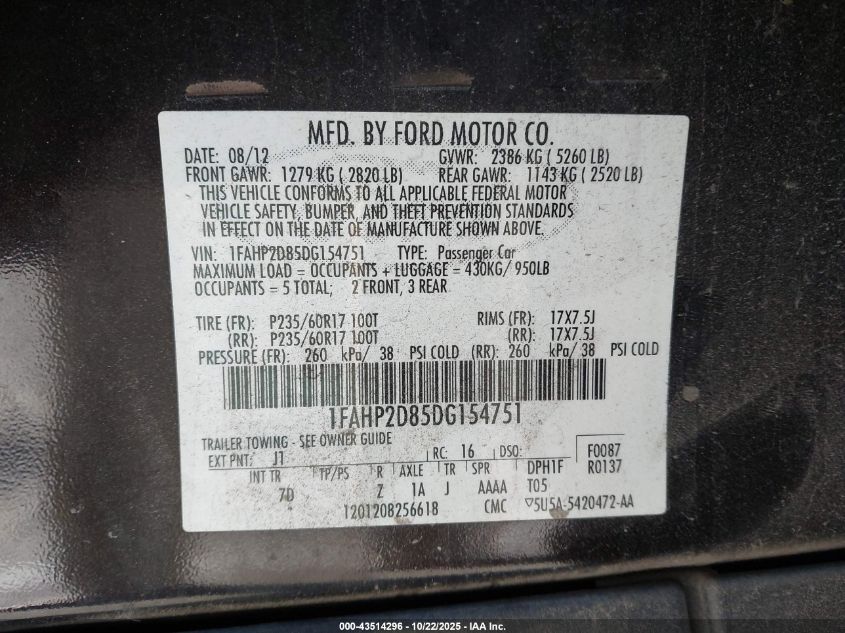 MFD. BY FORD MOTOR CO.
DATE: 08/12 GVWR: 2386 KG ( 5260 LB)
FRONT GAWR: 1279 KG ( 2820 LB) REAR GAWR: 1143 KG ( 2520 LB)
THIS VEHICLE CONFORMS TO ALL APPLICABLE FEDERAL MOTOR
VEHICLE SAFETY, BUMPER, AND THEFT PREVENTION STANDARDS
IN EFFECT ON THE DATE OF MANUFACTURE SHOWN ABOVE.
VIN: 1FAHP2D85DG154751 TYPE: Passenger Car
MAXIMUM LOAD = OCCUPANTS + LUGGAGE = 430KG/ 950LB
OCCUPANTS = 5 TOTAL; 2 FRONT, 3 REAR
TIRE (FR): P235/60R17 100T RIMS (FR): 17X7.5J
(RR): P235/60R17 100T (RR): 17X7.5J
PRESSURE (FR): 260 kPa/ 38 PSI COLD (RR): 260 kPa/ 38 PSI COLD
1FAHP2D85DG154751
TRAILER TOWING - SEE OWNER GUIDE
EXT PNT: J1 RC: 16 DSO: F0087
INT TR TP/PS R AXLE TR SPR DPH1F R0137
7D Z 1A J AAAA T05
T201208256618 CMC ▽5U5A-5420472-AA
000-43514296 - 10/22/2025 - IAA Inc.